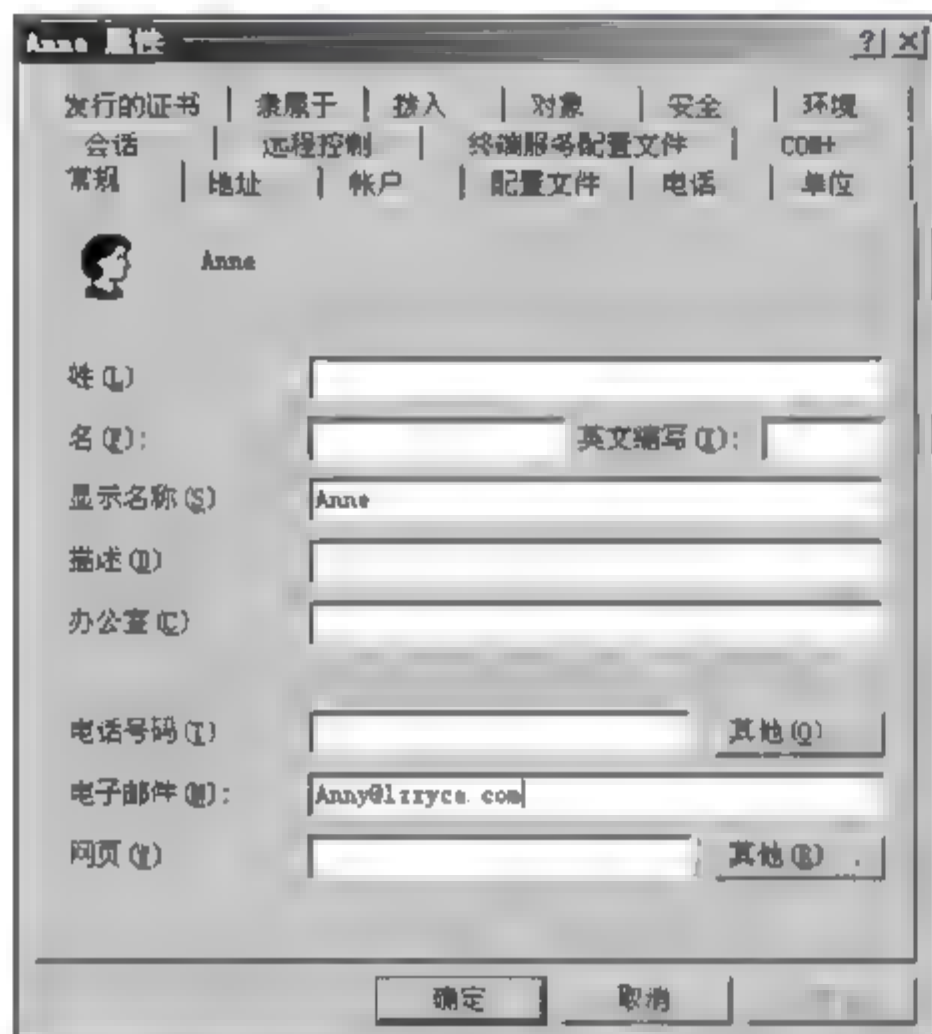 Anne 属性
发行的证书 隶属于 拨入 对象 安全 环境
会话 远程控制 终端服务配置文件 COM+
常规 地址 帐户 配置文件 电话 单位
Anne
姓(L)
名(F): 英文缩写(I):
显示名称(S) Anne
描述(D)
办公室(C)
电话号码(T) 其他(O)
电子邮件(M): Anny@lrryca.com
网页(W) 其他(R)
确定 取消